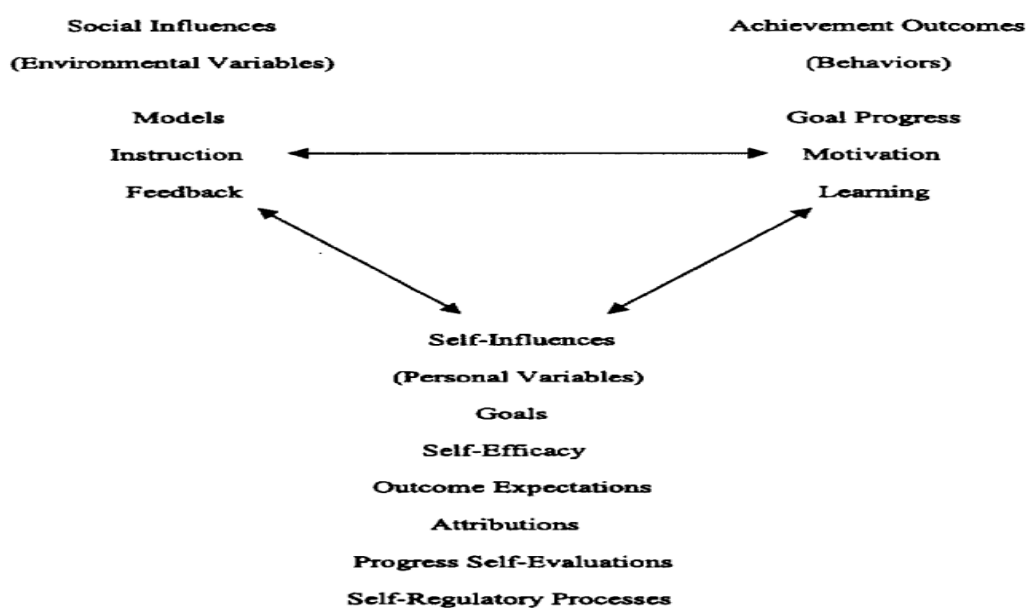 Social Influences
(Environmental Variables)
Models
Instruction
Feedback
Achievement Outcomes
(Behaviors)
Goal Progress
Motivation
Learning
Self-Influences
(Personal Variables)
Goals
Self-Efficacy
Outcome Expectations
Attributions
Progress Self-Evaluations
Self-Regulatory Processes